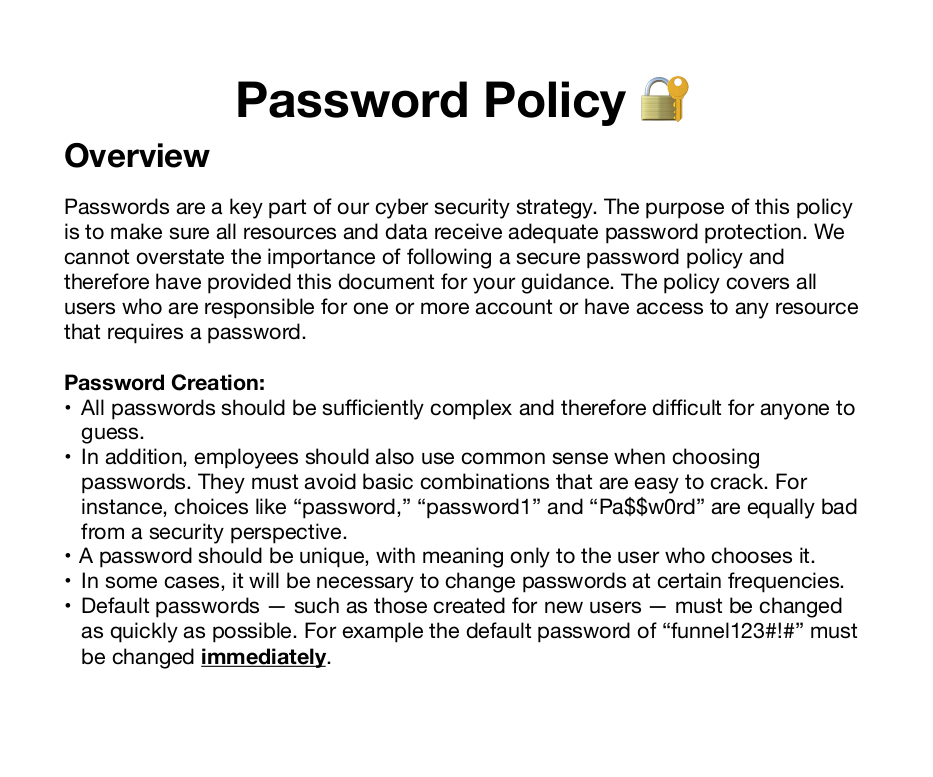 Password Policy 🔐
Overview
Passwords are a key part of our cyber security strategy. The purpose of this policy
is to make sure all resources and data receive adequate password protection. We
cannot overstate the importance of following a secure password policy and
therefore have provided this document for your guidance. The policy covers all
users who are responsible for one or more account or have access to any resource
that requires a password.
Password Creation:
• All passwords should be sufficiently complex and therefore difficult for anyone to
guess.
• In addition, employees should also use common sense when choosing
passwords. They must avoid basic combinations that are easy to crack. For
instance, choices like “password,” “password1” and “Pa$$w0rd” are equally bad
from a security perspective.
• A password should be unique, with meaning only to the user who chooses it.
• In some cases, it will be necessary to change passwords at certain frequencies.
• Default passwords — such as those created for new users — must be changed
as quickly as possible. For example the default password of “funnel123#!#” must
be changed immediately.